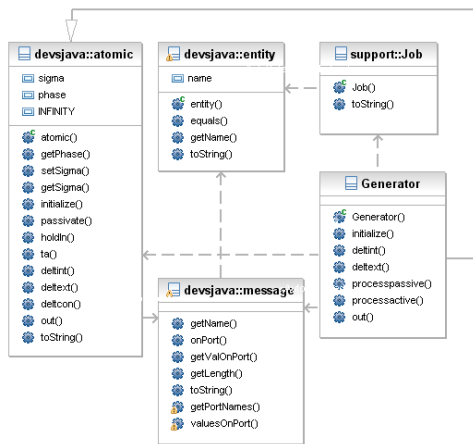 devsjava::atomic
sigma
phase
INFINITY
atomic()
getPhase()
setSigma()
getSigma()
initialize()
passivate()
holdIn()
ta()
deltint()
deltext()
deltcon()
out()
toString()
devsjava::entity
name
entity()
equals()
getName()
toString()
support::Job
Job()
toString()
Generator
Generator()
initialize()
deltint()
deltext()
processpassive()
processactive()
out()
devsjava::message
getName()
onPort()
getValOnPort()
getLength()
toString()
getPortNames()
valuesOnPort()